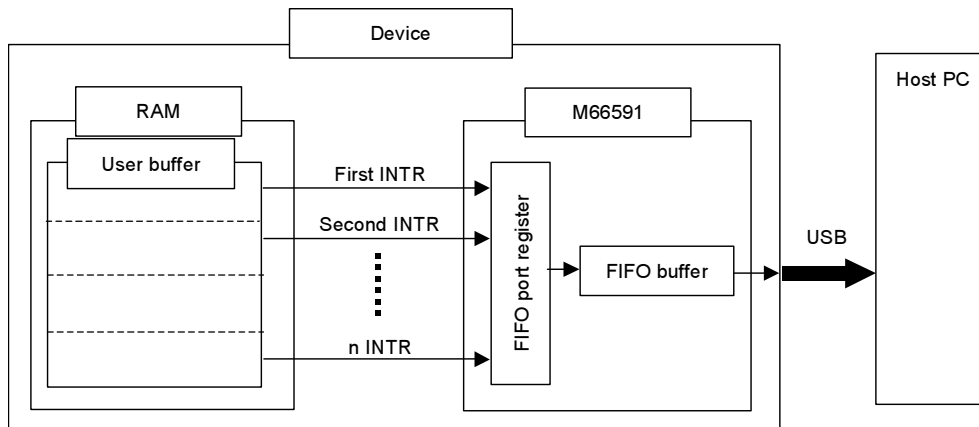 Device
Host PC
RAM
M66591
User buffer
First INTR
Second INTR
n INTR
FIFO port register
FIFO buffer
USB